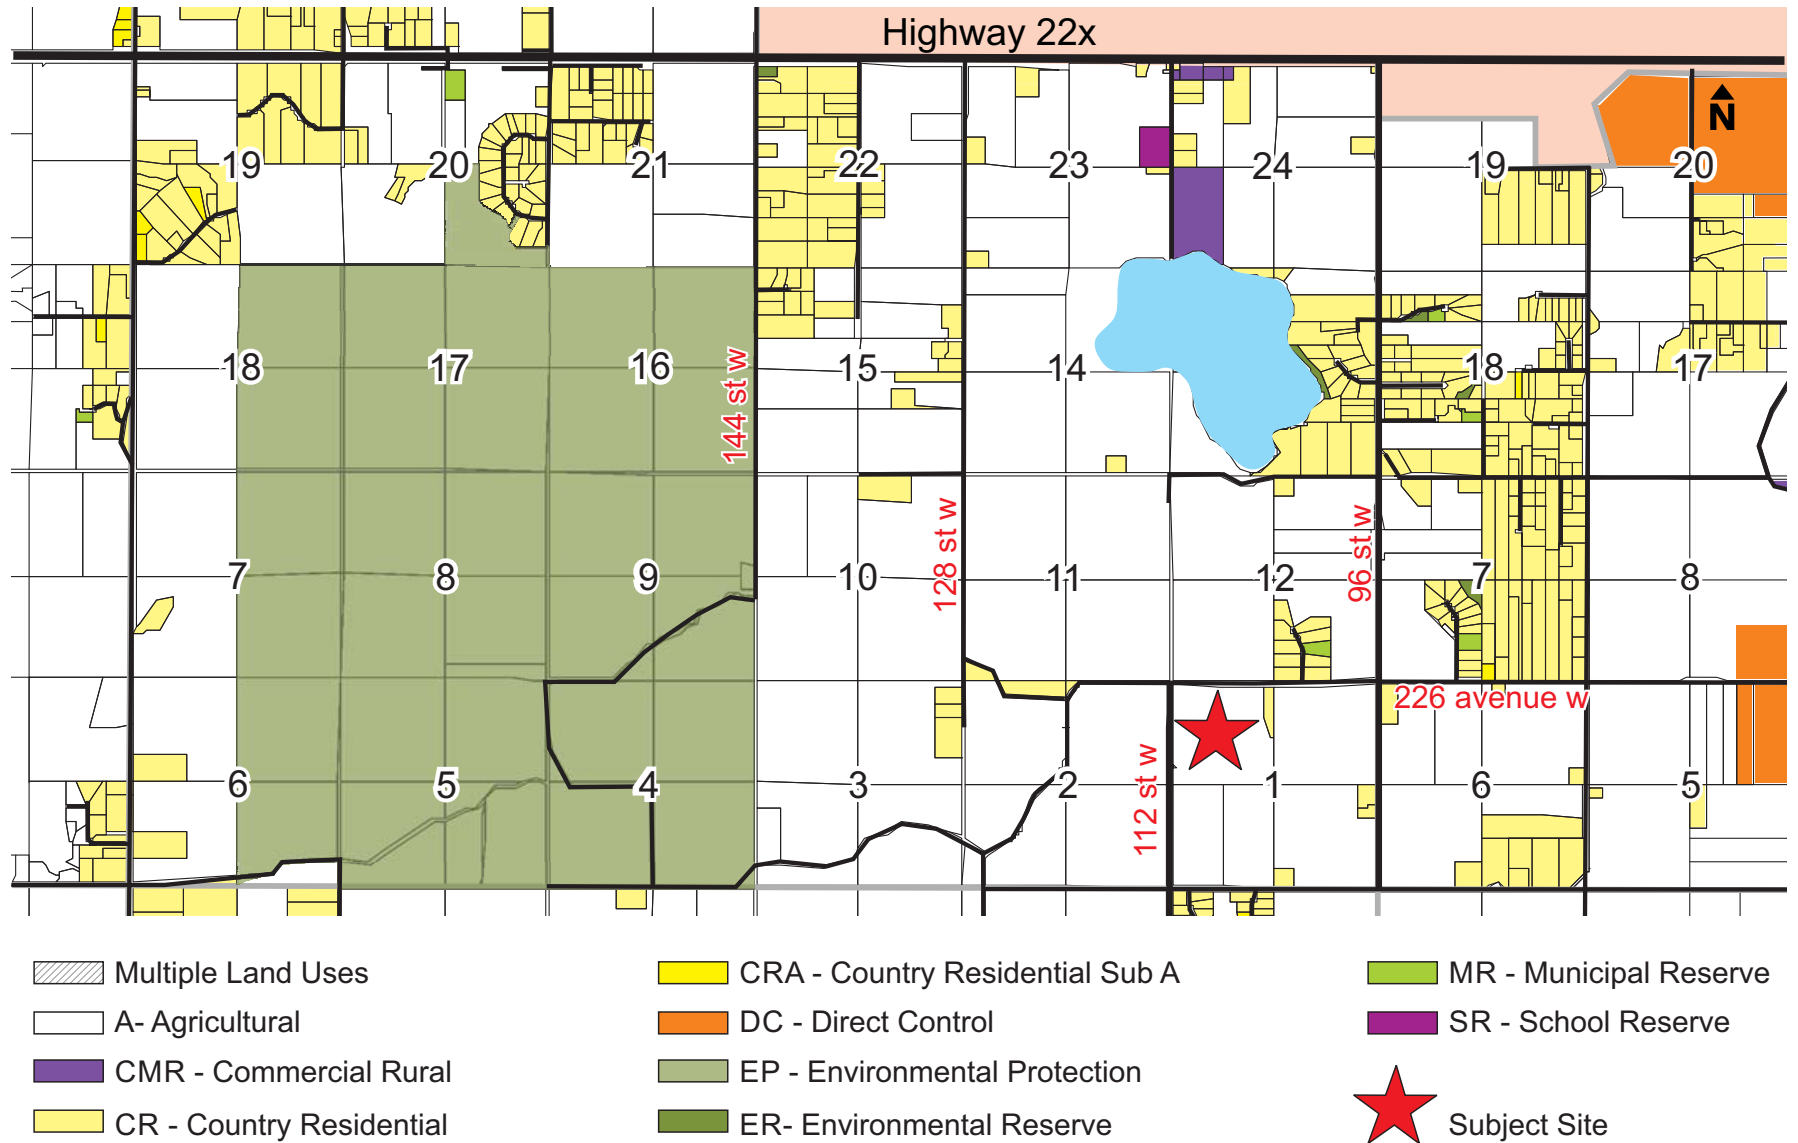 Highway 22x
N
19 20 21 22 23 24 19 20
18 17 16 15 14 18 17
144 st w
7 8 9 10 11 12 7 8
128 st w
96 st w
226 avenue w
6 5 4 3 2 1 6 5
112 st w
Multiple Land Uses
A- Agricultural
CMR - Commercial Rural
CR - Country Residential
CRA - Country Residential Sub A
DC - Direct Control
EP - Environmental Protection
ER- Environmental Reserve
MR - Municipal Reserve
SR - School Reserve
Subject Site